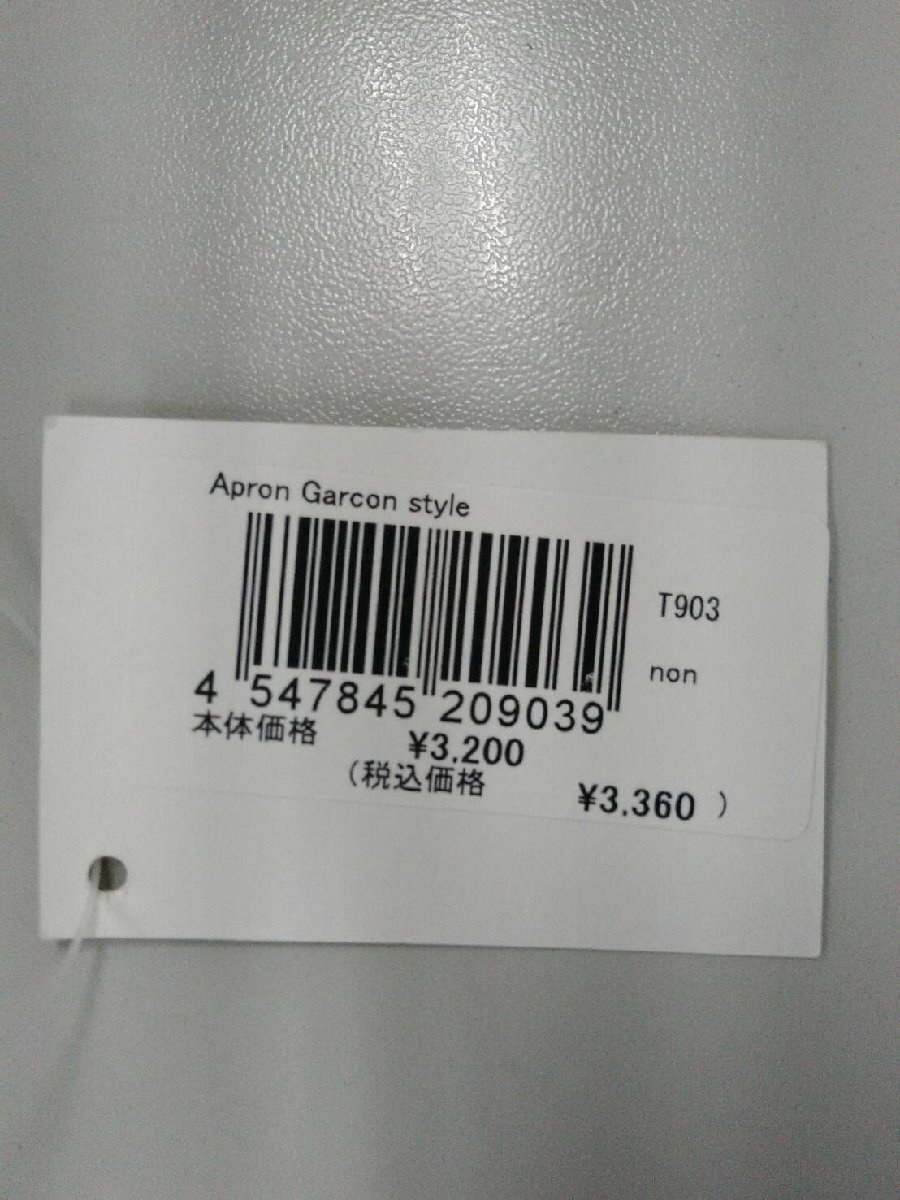 Apron Garcon style
T903
non
4 547845 209039
本体価格 ¥3.200
(税込価格 ¥3.360 )